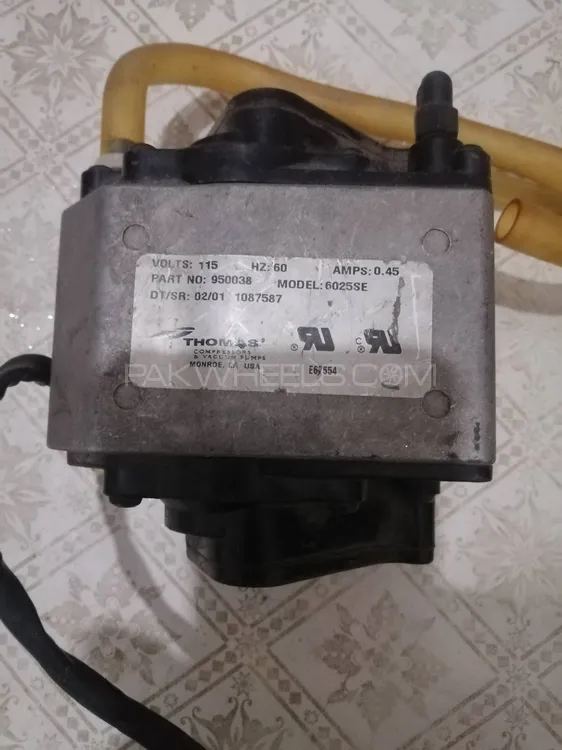 VOLTS: 115 HZ: 60 AMPS: 0.45
PART NO: 950038 MODEL: 6025SE
DT/SR: 02/01 1087587
THOMAS
COMPRESSORS
& VACUUM PUMPS
MONROE, LA USA
E67554
PAKWHEELS.COM